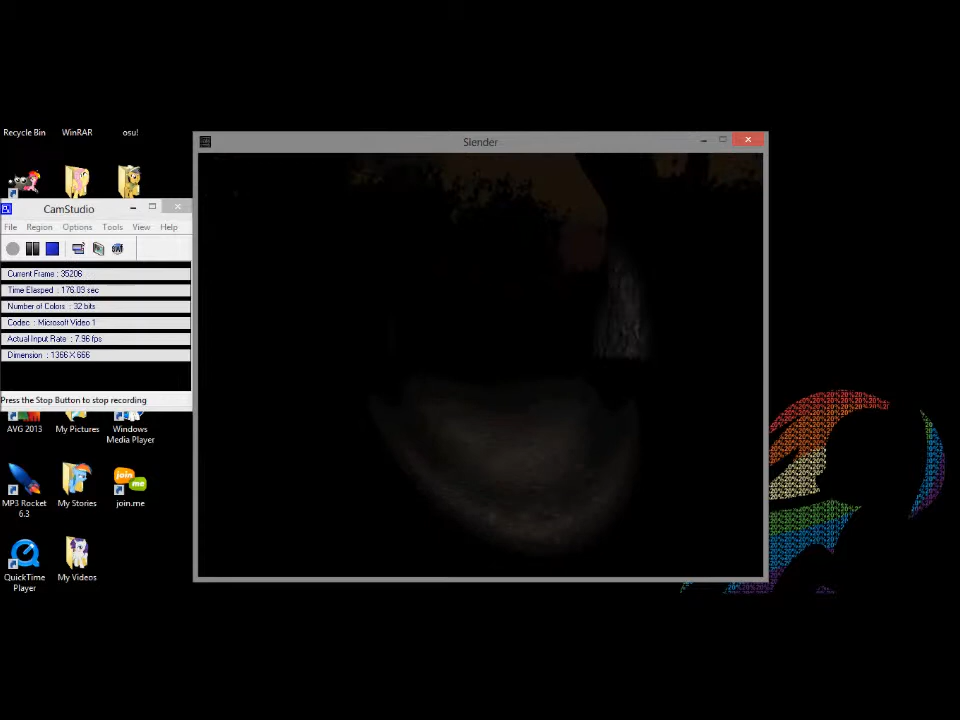 Recycle Bin
WinRAR
osu!
Slender
CamStudio
File Region Options Tools View Help
Current Frame : 35206
Time Elasped : 176.03 sec
Number of Colors : 32 bits
Codec : Microsoft Video 1
Actual Input Rate : 7.96 fps
Dimension : 1366 X 666
Press the Stop Button to stop recording
AVG 2013
My Pictures
Windows
Media Player
MP3 Rocket
6.3
My Stories
join.me
QuickTime
Player
My Videos